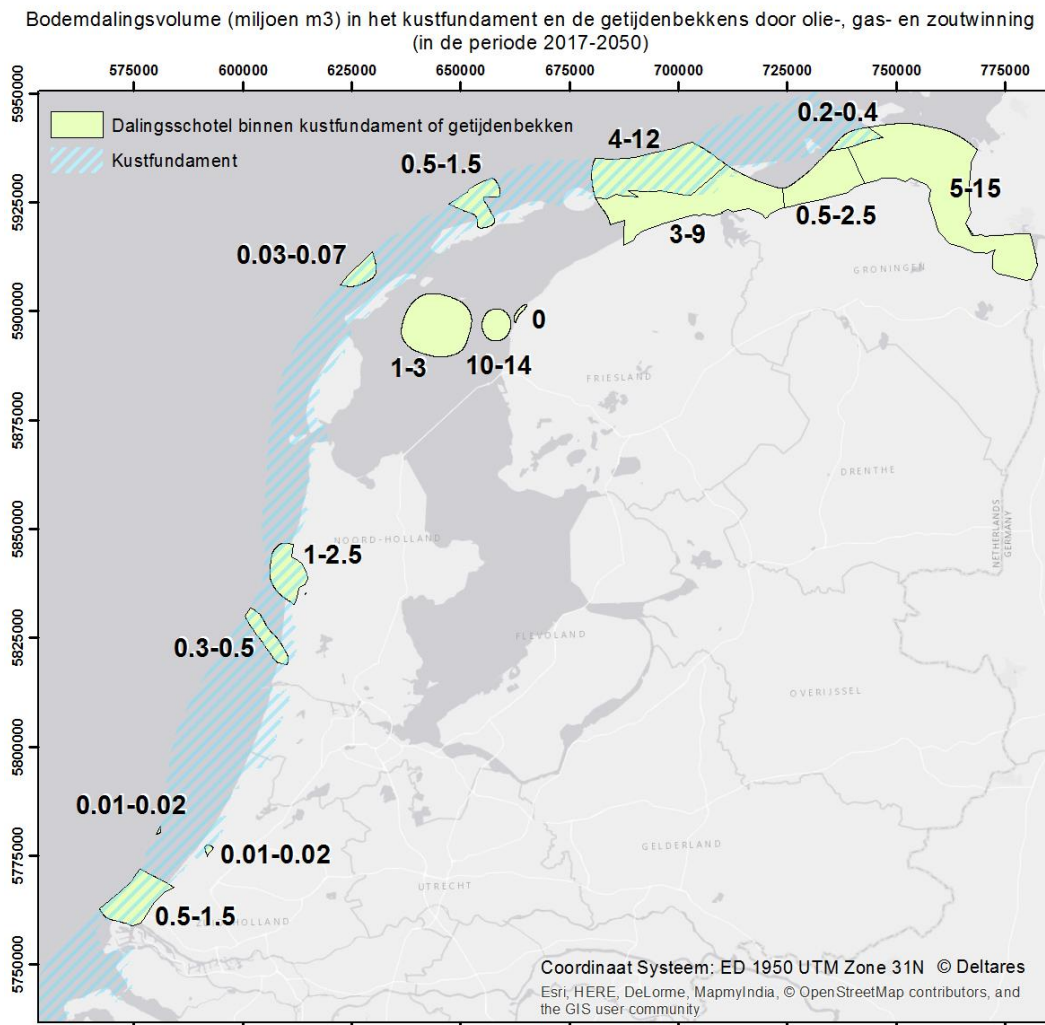 Bodemdalingsvolume (miljoen m3) in het kustfundament en de getijdenbekkens door olie-, gas- en zoutwinning
(in de periode 2017-2050)
575000 600000 625000 650000 675000 700000 725000 750000 775000
5950000
5925000
5900000
5875000
5850000
5825000
5800000
5775000
5750000
Dalingsschotel binnen kustfundament of getijdenbekken
Kustfundament
0.2-0.4
4-12
0.5-1.5
5-15
0.5-2.5
3-9
0.03-0.07
GRONINGEN
0
1-3
10-14
FRIESLAND
DRENTHE
NETHERLANDS
GERMANY
NOORD-HOLLAND
1-2.5
0.3-0.5
FLEVOLAND
OVERIJSSEL
0.01-0.02
0.01-0.02
GELDERLAND
UTRECHT
0.5-1.5
HOLLAND
Coordinaat Systeem: ED 1950 UTM Zone 31N © Deltares
Esri, HERE, DeLorme, MapmyIndia, © OpenStreetMap contributors, and
the GIS user community